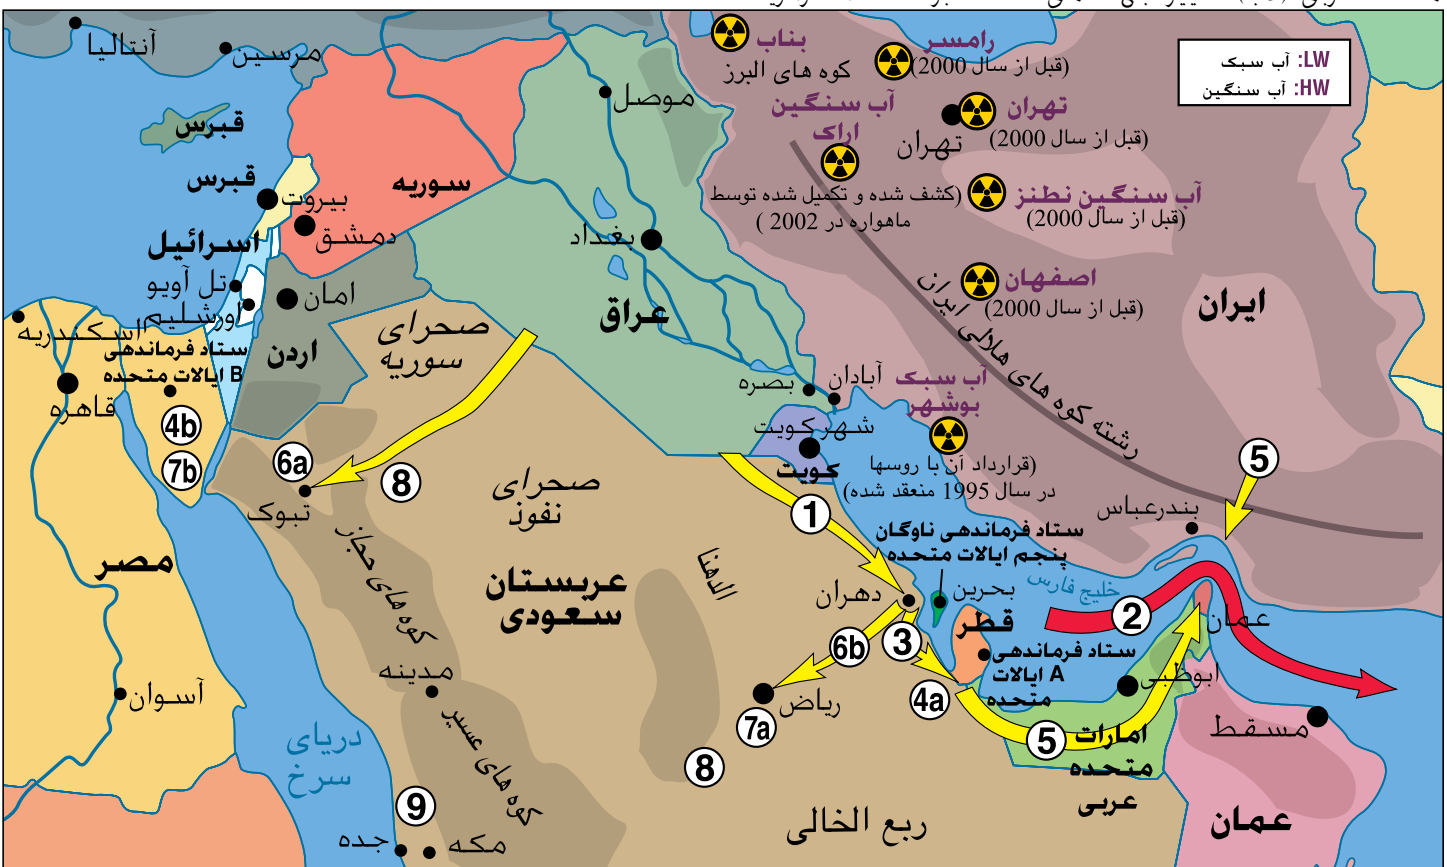 آنتالیا
مرسین
موصل
بناب
کوه های البرز
رامسر
(قبل از سال 2000)
LW: آب سبک
HW: آب سنگین
آب سنگین
اراک
(کشف شده و تکمیل شده توسط
ماهواره در 2002 )
تهران
(قبل از سال 2000)
تهران
آب سنگین نطنز
(قبل از سال 2000)
اصفهان
(قبل از سال 2000)
ایران
رشته کوه های هلالی ایران
قبرس
قبرس
سوریه
بیروت
دمشق
اسرائیل
تل آویو
اورشلیم
امان
اردن
بغداد
عراق
صحرای
سوریه
اسکندریه
ستاد فرماندهی
B ایالات متحده
قاهره
4b
7b
6a
8
تبوک
بصره
آبادان
آب سبک
بوشهر
(قرارداد آن با روسها
در سال 1995 منعقد شده)
شهر کویت
کویت
5
بندرعباس
صحرای
نفوذ
1
ستاد فرماندهی ناوگان
پنجم ایالات متحده
مصر
کوه های حجاز
عربستان
سعودی
الدهنا
دهران
بحرین
خلیج فارس
2
عمان
قطر
6b
3
ستاد فرماندهی
A ایالات
متحده
ابوظبی
4a
مدینه
آسوان
ریاض
7a
5
امارات
متحده
عربی
مسقط
دریای
سرخ
کوه های عسیر
8
9
جده
مکه
ربع الخالی
عمان